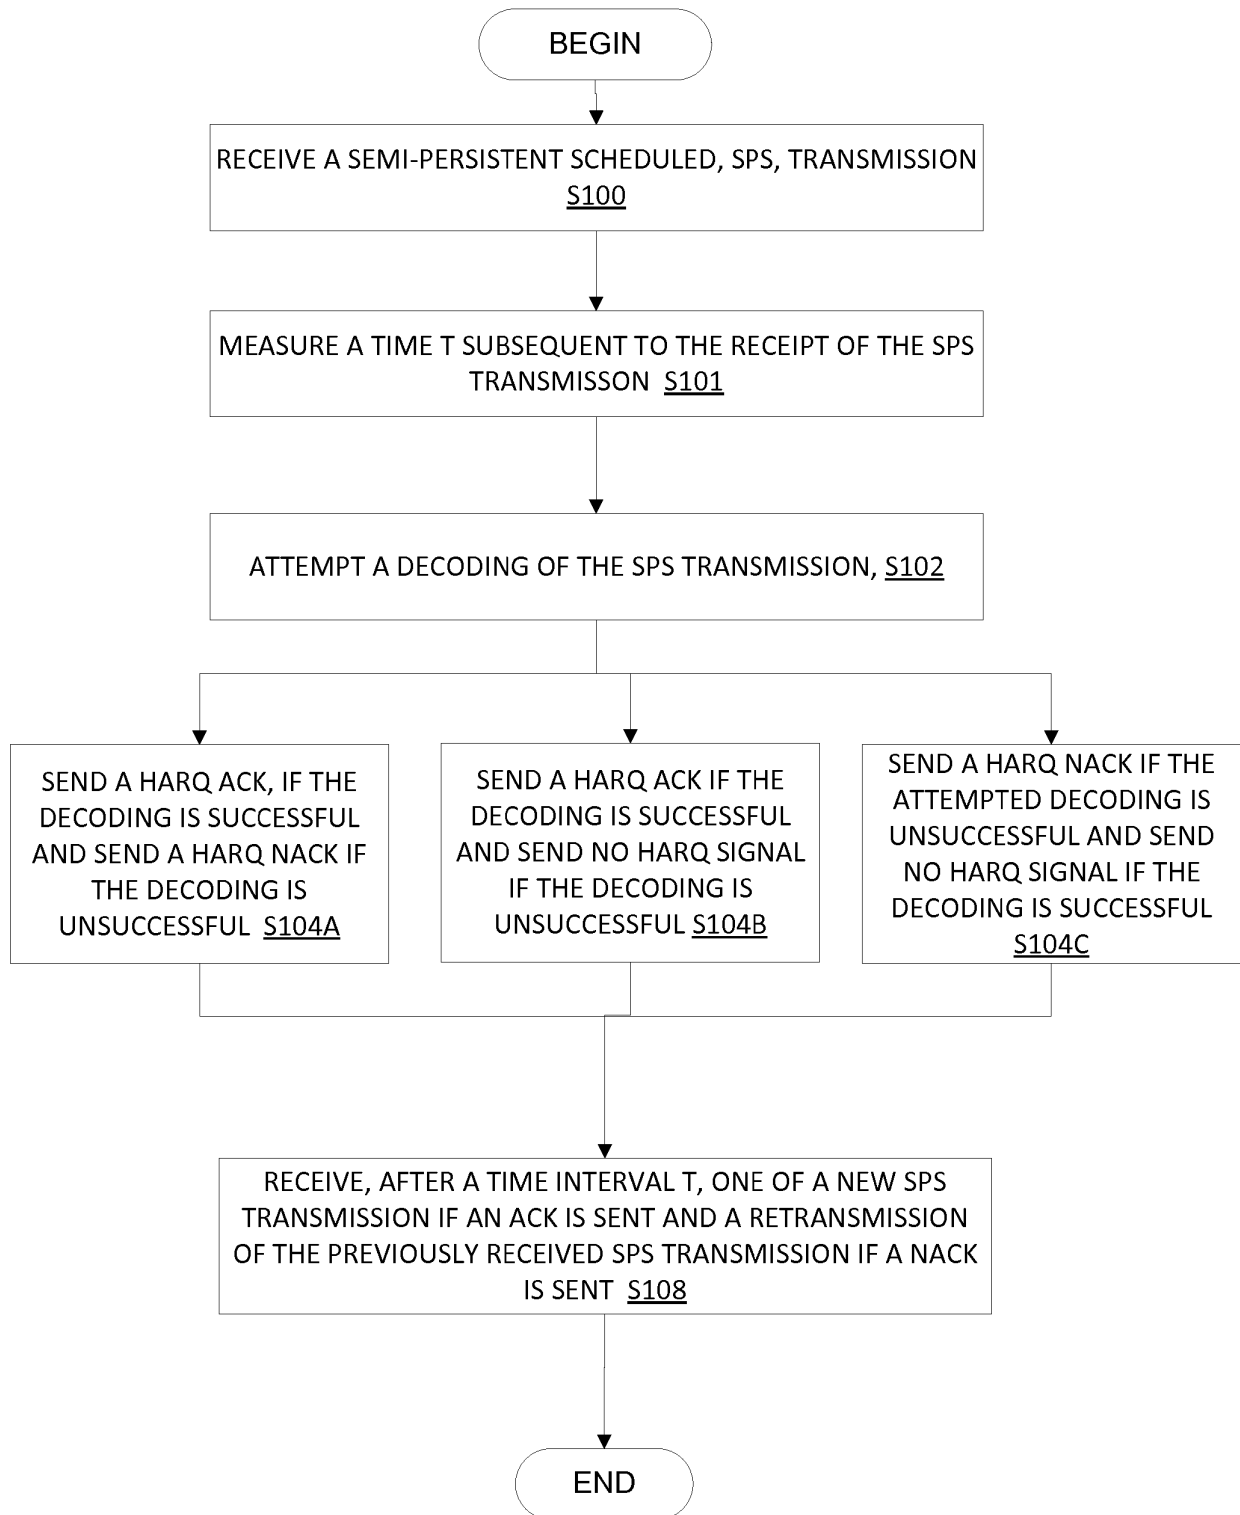 BEGIN
RECEIVE A SEMI-PERSISTENT SCHEDULED, SPS, TRANSMISSION
S100
MEASURE A TIME T SUBSEQUENT TO THE RECEIPT OF THE SPS
TRANSMISSON S101
ATTEMPT A DECODING OF THE SPS TRANSMISSION, S102
SEND A HARQ ACK, IF THE
DECODING IS SUCCESSFUL
AND SEND A HARQ NACK IF
THE DECODING IS
UNSUCCESSFUL S104A
SEND A HARQ ACK IF THE
DECODING IS SUCCESSFUL
AND SEND NO HARQ SIGNAL
IF THE DECODING IS
UNSUCCESSFUL S104B
SEND A HARQ NACK IF THE
ATTEMPTED DECODING IS
UNSUCCESSFUL AND SEND
NO HARQ SIGNAL IF THE
DECODING IS SUCCESSFUL
S104C
RECEIVE, AFTER A TIME INTERVAL T, ONE OF A NEW SPS
TRANSMISSION IF AN ACK IS SENT AND A RETRANSMISSION
OF THE PREVIOUSLY RECEIVED SPS TRANSMISSION IF A NACK
IS SENT S108
END